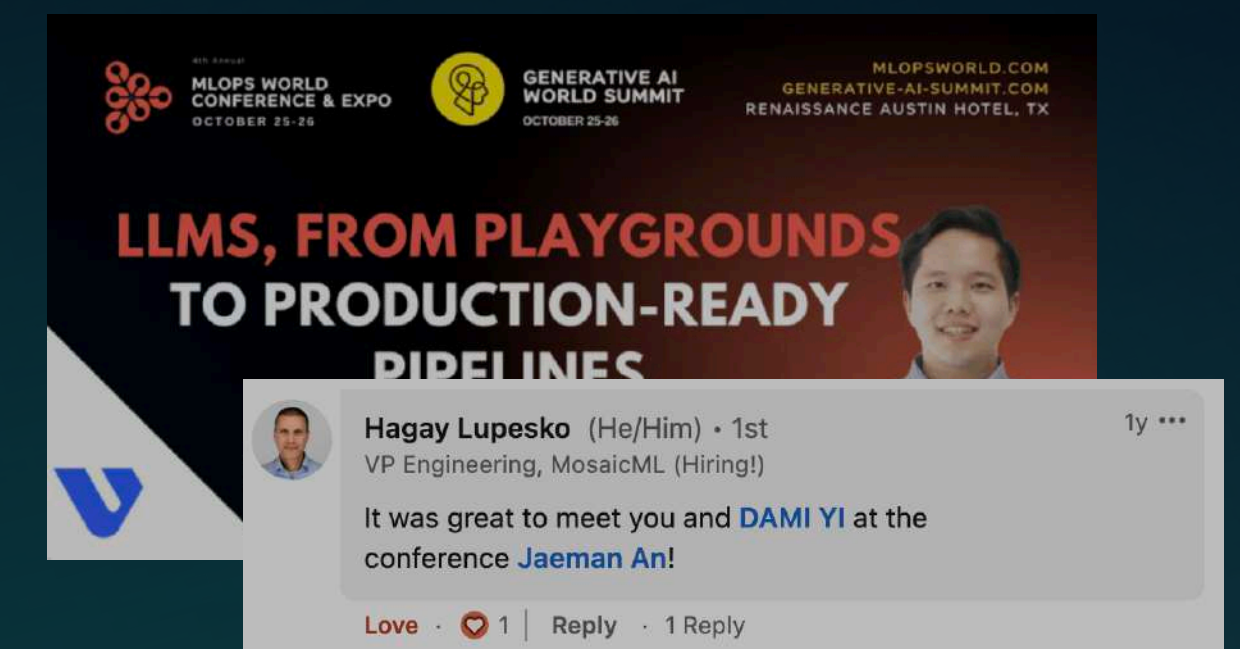 4th Annual
MLOPS WORLD
CONFERENCE & EXPO
OCTOBER 25-26
GENERATIVE AI
WORLD SUMMIT
OCTOBER 25-26
MLOPSWORLD.COM
GENERATIVE-AI-SUMMIT.COM
RENAISSANCE AUSTIN HOTEL, TX
LLMS, FROM PLAYGROUNDS
TO PRODUCTION-READY
PIPELINES
Hagay Lupesko (He/Him) • 1st
1y •••
VP Engineering, MosaicML (Hiring!)
It was great to meet you and DAMI YI at the
conference Jaeman An!
Love · 1 | Reply · 1 Reply